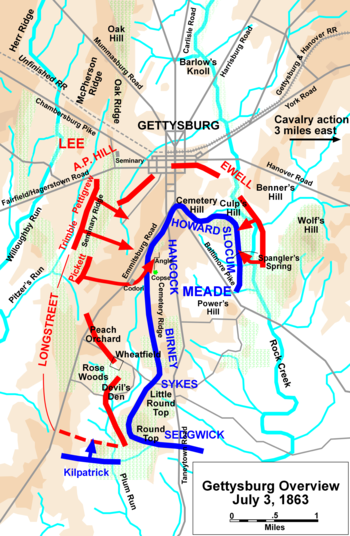 Herr Ridge
Oak
Hill
Mummasburg Road
Carlisle Road
Harrisburg Road
Barlow's
Knoll
Gettysburg & Hanover RR
Unfinished RR
McPherson
Ridge
Oak Ridge
York Road
Chambersburg Pike
GETTYSBURG
Cavalry action
3 miles east
LEE
A.P. HILL
Seminary
EWELL
Hanover Road
Fairfield/Hagerstown Road
Benner's
Hill
Willoughby Run
Trimble
Pettigrew
Seminary Ridge
Cemetery
Hill
Culp's
Hill
Wolf's
Hill
HOWARD
SLOCUM
Emmitsburg Road
Baltimore Pike
Pitzer's Run
Pickett
Angle
HANCOCK
Spangler's
Spring
Copse
Codori
MEADE
Cemetery Ridge
Power's
Hill
LONGSTREET
Peach
Orchard
BIRNEY
Wheatfield
Rock Creek
Rose
Woods
Devil's
Den
SYKES
Little
Round
Top
Round
Top
SEDGWICK
Kilpatrick
Plum Run
Taneytown Road
Gettysburg Overview
July 3, 1863
0 .5 1
Miles